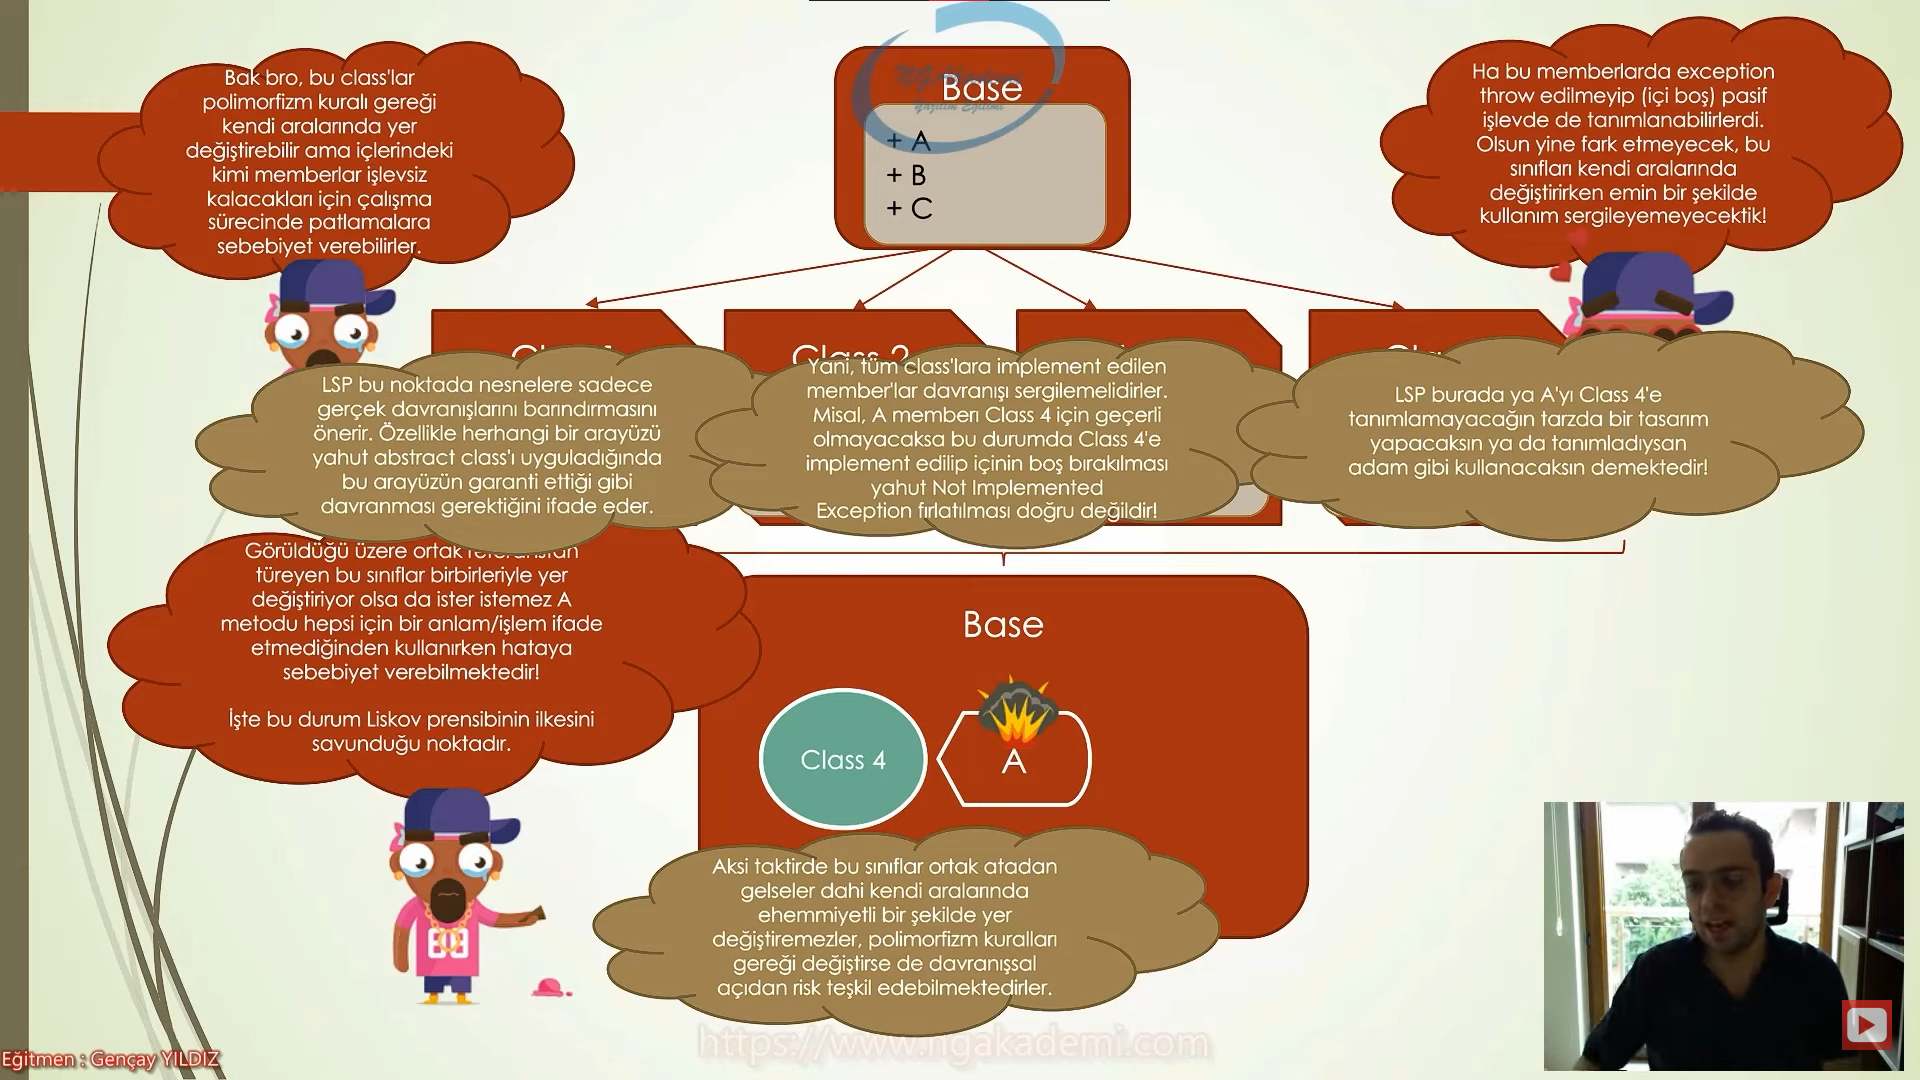 Bak bro, bu class'lar
polimorfizm kuralı gereği
kendi aralarında yer
değiştirebilir ama içlerindeki
kimi memberlar işlevsiz
kalacakları için çalışma
sürecinde patlamalara
sebebiyet verebilirler.
NGAkademi
Yazılım Eğitimi
Base
+ A
+ B
+ C
Ha bu memberlarda exception
throw edilmeyip (içi boş) pasif
işlevde de tanımlanabilirlerdi.
Olsun yine fark etmeyecek, bu
sınıfları kendi aralarında
değiştirirken emin bir şekilde
kullanım sergileyemeyecektik!
Class 2
LSP bu noktada nesnelere sadece
gerçek davranışlarını barındırmasını
önerir. Özellikle herhangi bir arayüzü
yahut abstract class'ı uyguladığında
bu arayüzün garanti ettiği gibi
davranması gerektiğini ifade eder.
Yani, tüm class'lara implement edilen
member'lar davranışı sergilemelidirler.
Misal, A memberı Class 4 için geçerli
olmayacaksa bu durumda Class 4'e
implement edilip içinin boş bırakılması
yahut Not Implemented
Exception fırlatılması doğru değildir!
LSP burada ya A'yı Class 4'e
tanımlamayacağın tarzda bir tasarım
yapacaksın ya da tanımladıysan
adam gibi kullanacaksın demektedir!
Görüldüğü üzere ortak referanstan
türeyen bu sınıflar birbirleriyle yer
değiştiriyor olsa da ister istemez A
metodu hepsi için bir anlam/işlem ifade
etmediğinden kullanırken hataya
sebebiyet verebilmektedir!
İşte bu durum Liskov prensibinin ilkesini
savunduğu noktadır.
Base
Class 4
A
Aksi taktirde bu sınıflar ortak atadan
gelseler dahi kendi aralarında
ehemmiyetli bir şekilde yer
değiştiremezler, polimorfizm kuralları
gereği değiştirse de davranışsal
açıdan risk teşkil edebilmektedirler.
https://www.ngakademi.com
Eğitmen : Gençay YILDIZ